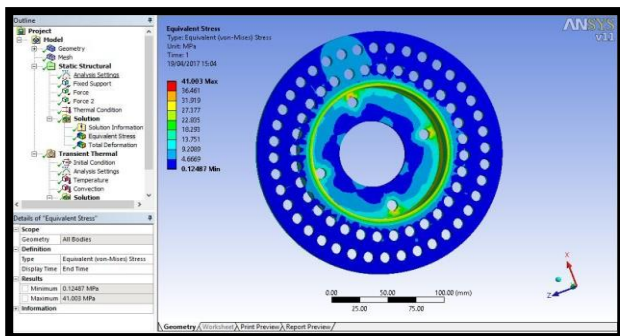 Outline
Project
Model
Geometry
Mesh
Static Structural
Analysis Settings
Fixed Support
Force
Force 2
Thermal Condition
Solution
Solution Information
Equivalent Stress
Total Deformation
Transient Thermal
Initial Condition
Analysis Settings
Temperature
Convection
Solution
Details of "Equivalent Stress"
Scope
Geometry All Bodies
Definition
Type Equivalent (von-Mises) Stress
Display Time End Time
Results
Minimum 0.12487 MPa
Maximum 41.003 MPa
Information
Equivalent Stress
Type: Equivalent (von-Mises) Stress
Unit: MPa
Time: 1
19/04/2017 15:04
41.003 Max
36.461
31.919
27.377
22.835
18.293
13.751
9.2089
4.6669
0.12487 Min
ANSYS
v11
0.00 50.00 100.00 (mm)
25.00 75.00
X
Z
Geometry Worksheet Print Preview Report Preview